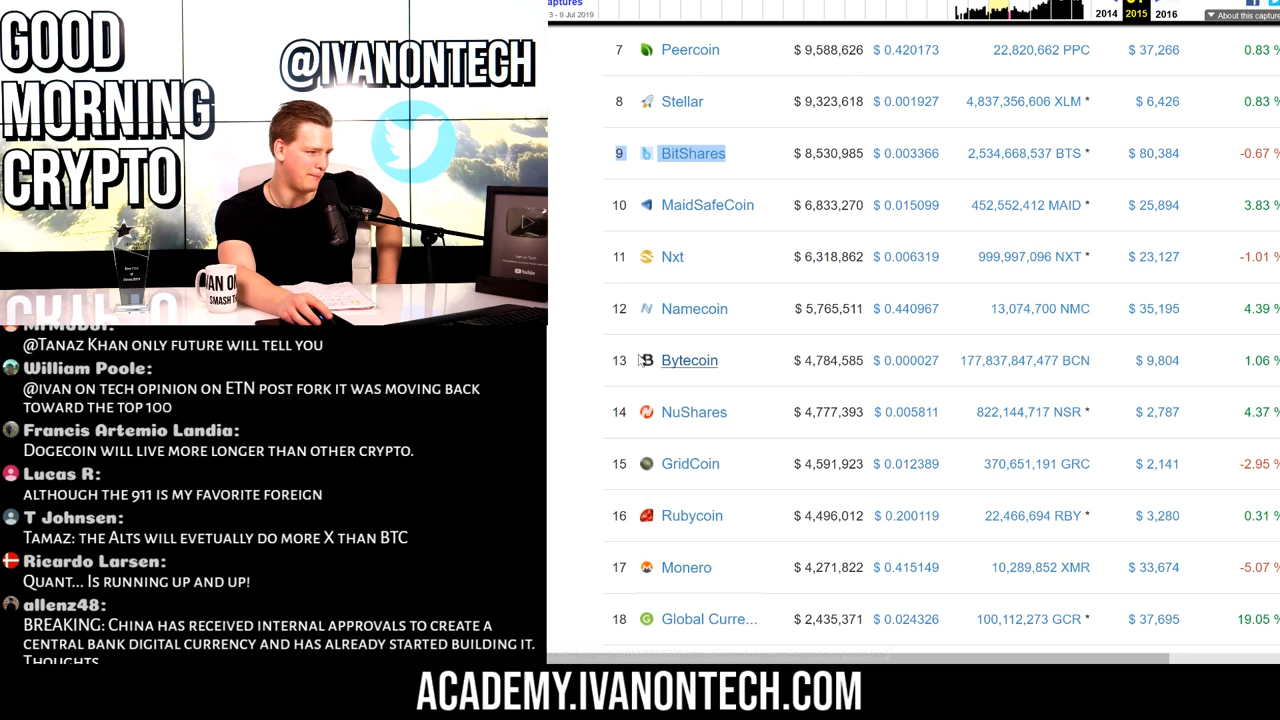 GOOD
MORNING
CRYPTO
@IVANONTECH
IVAN ON
SMASH
@Tanaz Khan only future will tell you
William Poole:
@ivan on tech opinion on ETN post fork it was moving back
toward the top 100
Francis Artemio Landia:
Dogecoin will live more longer than other crypto.
Lucas R:
although the 911 is my favorite foreign
T Johnsen:
Tamaz: the Alts will evetually do more X than BTC
Ricardo Larsen:
Quant... Is running up and up!
allenz48:
BREAKING: China has received internal approvals to create a
central bank digital currency and has already started building it.
Thoughts
aptures
3 - 9 Jul 2019
2014 2015 2016
▼ About this capture
7 Peercoin $ 9,588,626 $ 0.420173 22,820,662 PPC $ 37,266 0.83 %
8 Stellar $ 9,323,618 $ 0.001927 4,837,356,606 XLM * $ 6,426 0.83 %
9 BitShares $ 8,530,985 $ 0.003366 2,534,668,537 BTS * $ 80,384 -0.67 %
10 MaidSafeCoin $ 6,833,270 $ 0.015099 452,552,412 MAID * $ 25,894 3.83 %
11 Nxt $ 6,318,862 $ 0.006319 999,997,096 NXT * $ 23,127 -1.01 %
12 Namecoin $ 5,765,511 $ 0.440967 13,074,700 NMC $ 35,195 4.39 %
13 Bytecoin $ 4,784,585 $ 0.000027 177,837,847,477 BCN $ 9,804 1.06 %
14 NuShares $ 4,777,393 $ 0.005811 822,144,717 NSR * $ 2,787 4.37 %
15 GridCoin $ 4,591,923 $ 0.012389 370,651,191 GRC $ 2,141 -2.95 %
16 Rubycoin $ 4,496,012 $ 0.200119 22,466,694 RBY * $ 3,280 0.31 %
17 Monero $ 4,271,822 $ 0.415149 10,289,852 XMR $ 33,674 -5.07 %
18 Global Curre... $ 2,435,371 $ 0.024326 100,112,273 GCR * $ 37,695 19.05 %
ACADEMY.IVANONTECH.COM